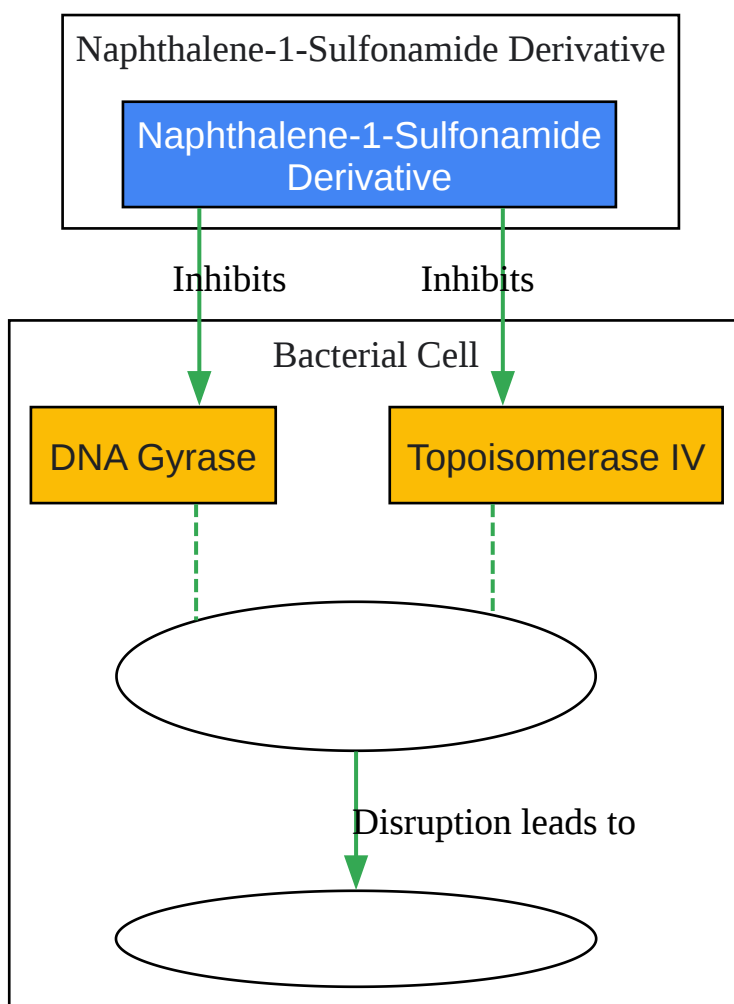 Naphthalene-1-Sulfonamide Derivative
Naphthalene-1-Sulfonamide
Derivative
Inhibits
Inhibits
Bacterial Cell
DNA Gyrase
Topoisomerase IV
Disruption leads to